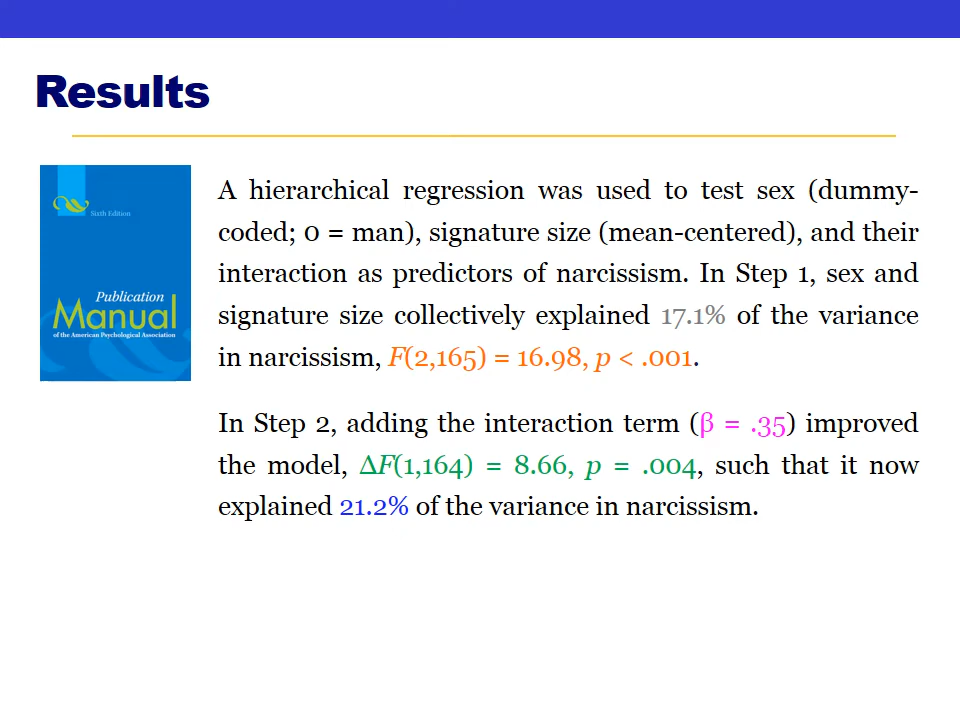 Results
Sixth Edition
Publication
Manual
of the American Psychological Association
A hierarchical regression was used to test sex (dummy-
coded; 0 = man), signature size (mean-centered), and their
interaction as predictors of narcissism. In Step 1, sex and
signature size collectively explained 17.1% of the variance
in narcissism, F(2,165) = 16.98, p < .001.
In Step 2, adding the interaction term (β = .35) improved
the model, ΔF(1,164) = 8.66, p = .004, such that it now
explained 21.2% of the variance in narcissism.